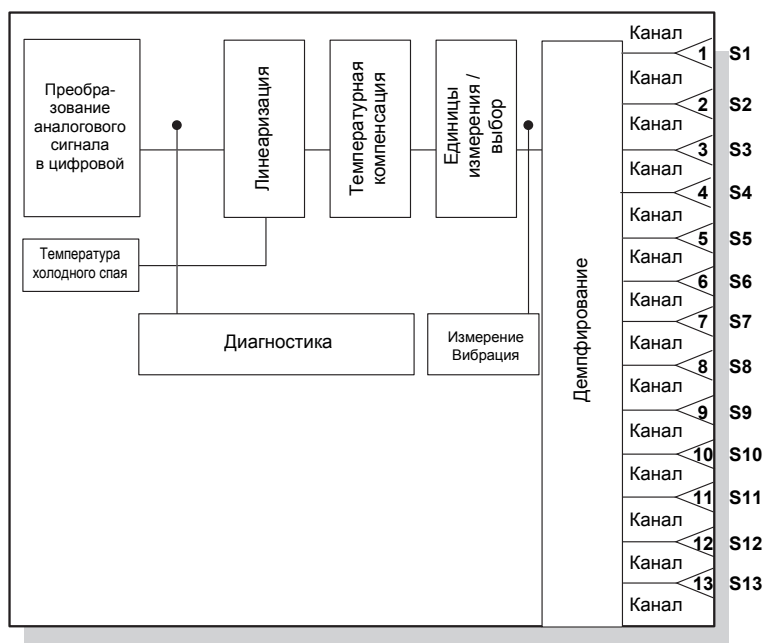 Преобра-
зование
аналогового
сигнала
в цифровой
Температура
холодного спая
Линеаризация
Температурная
компенсация
Единицы
измерения /
выбор
Диагностика
Измерение
Вибрация
Демпфирование
Канал
1 S1
Канал
2 S2
Канал
3 S3
Канал
4 S4
Канал
5 S5
Канал
6 S6
Канал
7 S7
Канал
8 S8
Канал
9 S9
Канал
10 S10
Канал
11 S11
Канал
12 S12
Канал
13 S13
Канал